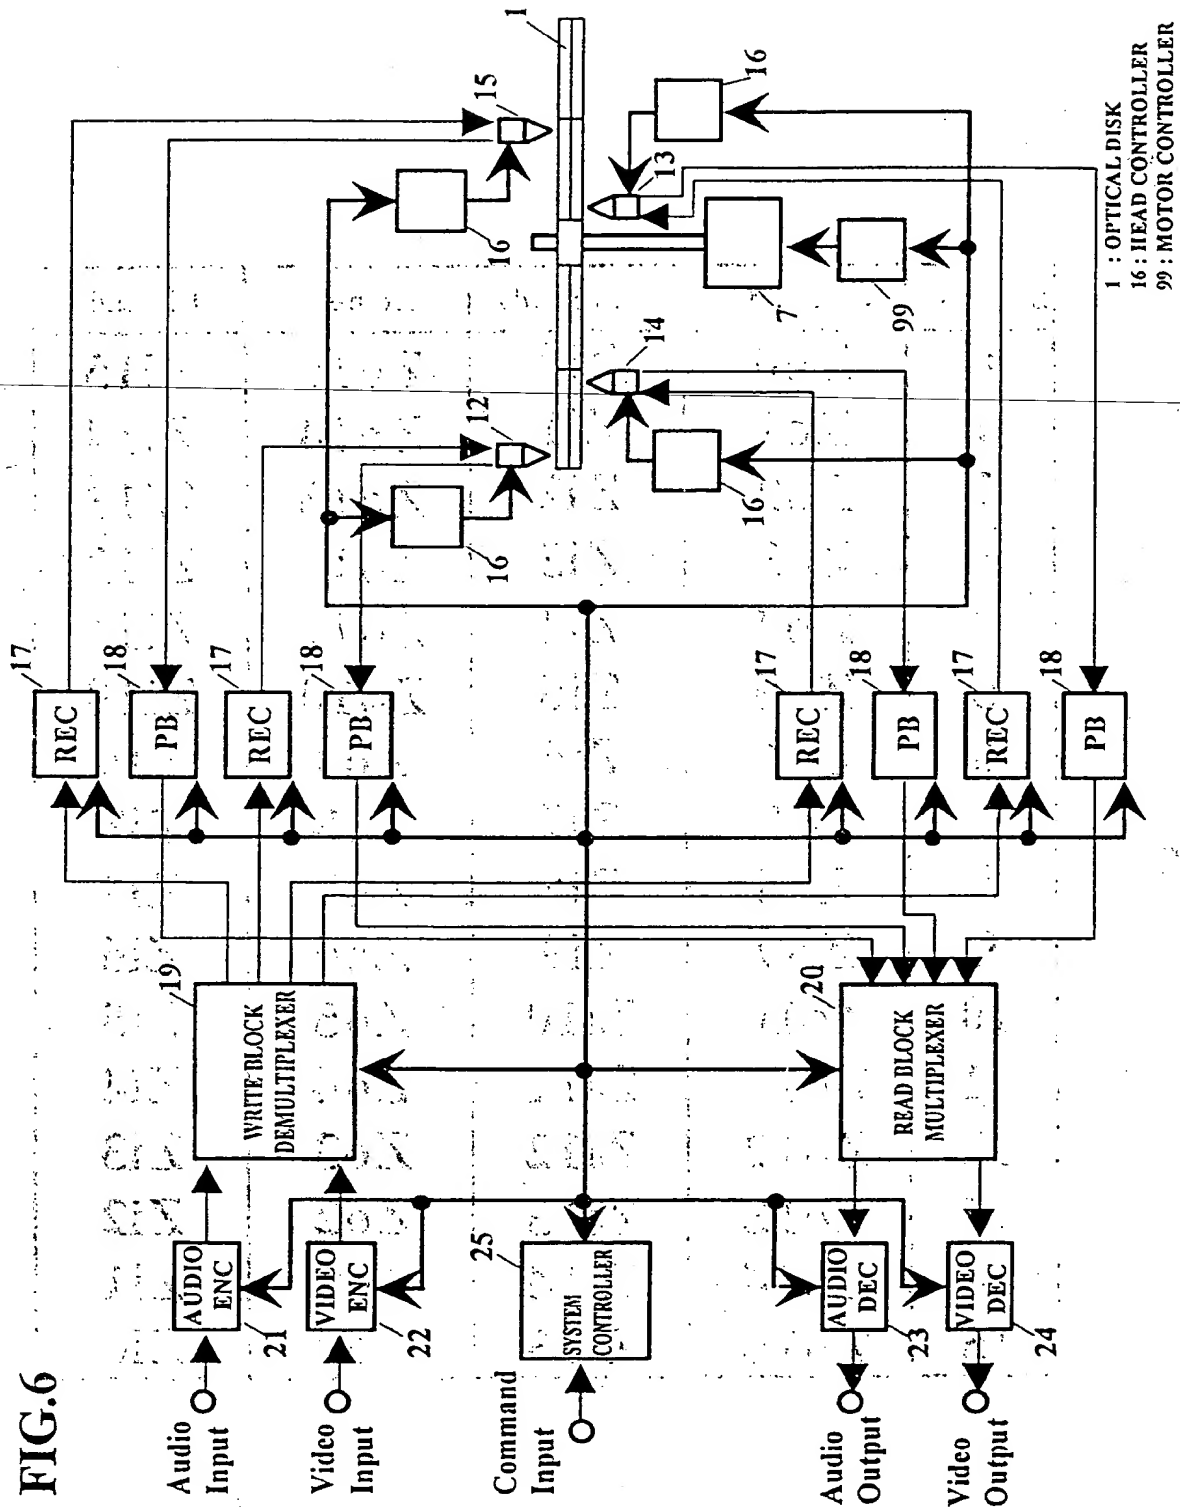 FIG.6
Audio
Input
Video
Input
Command
Input
Audio
Output
Video
Output
AUDIO
ENC
21
VIDEO
ENC
22
25
SYSTEM
CONTROLLER
AUDIO
DEC
23
VIDEO
DEC
24
19
WRITE BLOCK
DEMULTIPLEXER
20
READ BLOCK
MULTIPLEXER
17
REC
18
PB
17
REC
18
PB
17
REC
18
PB
17
REC
18
PB
16
12
16
15
1
14
16
13
16
7
99
1 : OPTICAL DISK
16 : HEAD CONTROLLER
99 : MOTOR CONTROLLER